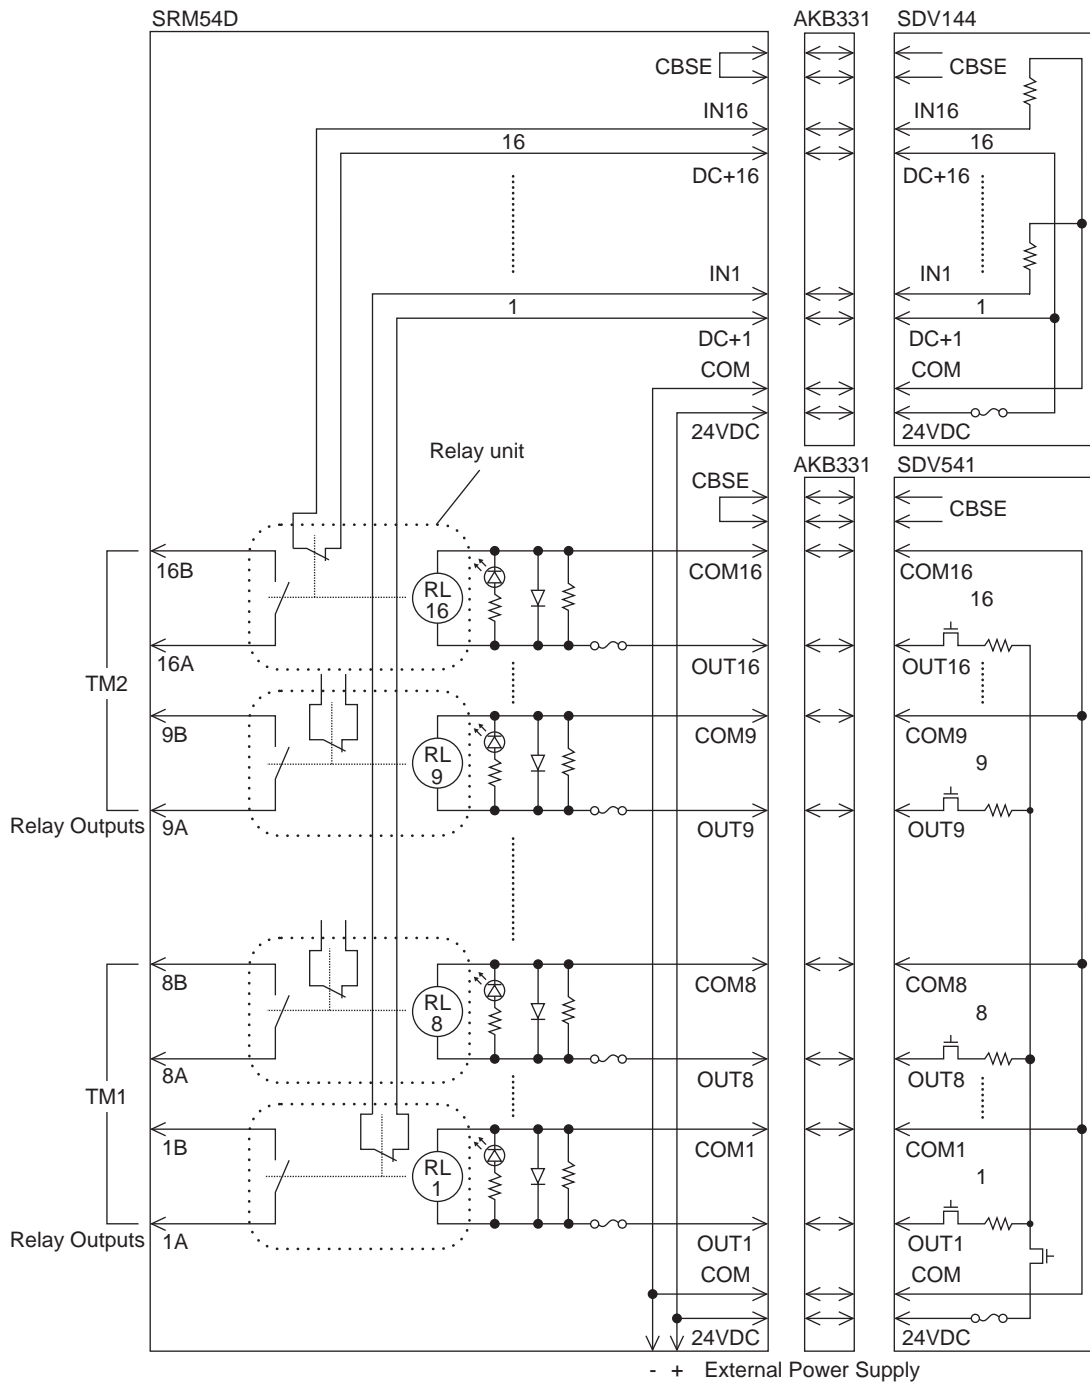 SRM54D AKB331 SDV144
CBSE CBSE
IN16 IN16
16 16
DC+16 DC+16
IN1 IN1
1 1
DC+1 DC+1
COM COM
24VDC 24VDC
Relay unit AKB331 SDV541
CBSE CBSE
16B RL 16 COM16 COM16
16
16A OUT16 OUT16
TM2
9B RL 9 COM9 COM9
9
Relay Outputs 9A OUT9 OUT9
8B RL 8 COM8 COM8
8
8A OUT8 OUT8
TM1
1B RL 1 COM1 COM1
1
Relay Outputs 1A OUT1 OUT1
COM COM
24VDC 24VDC
- + External Power Supply